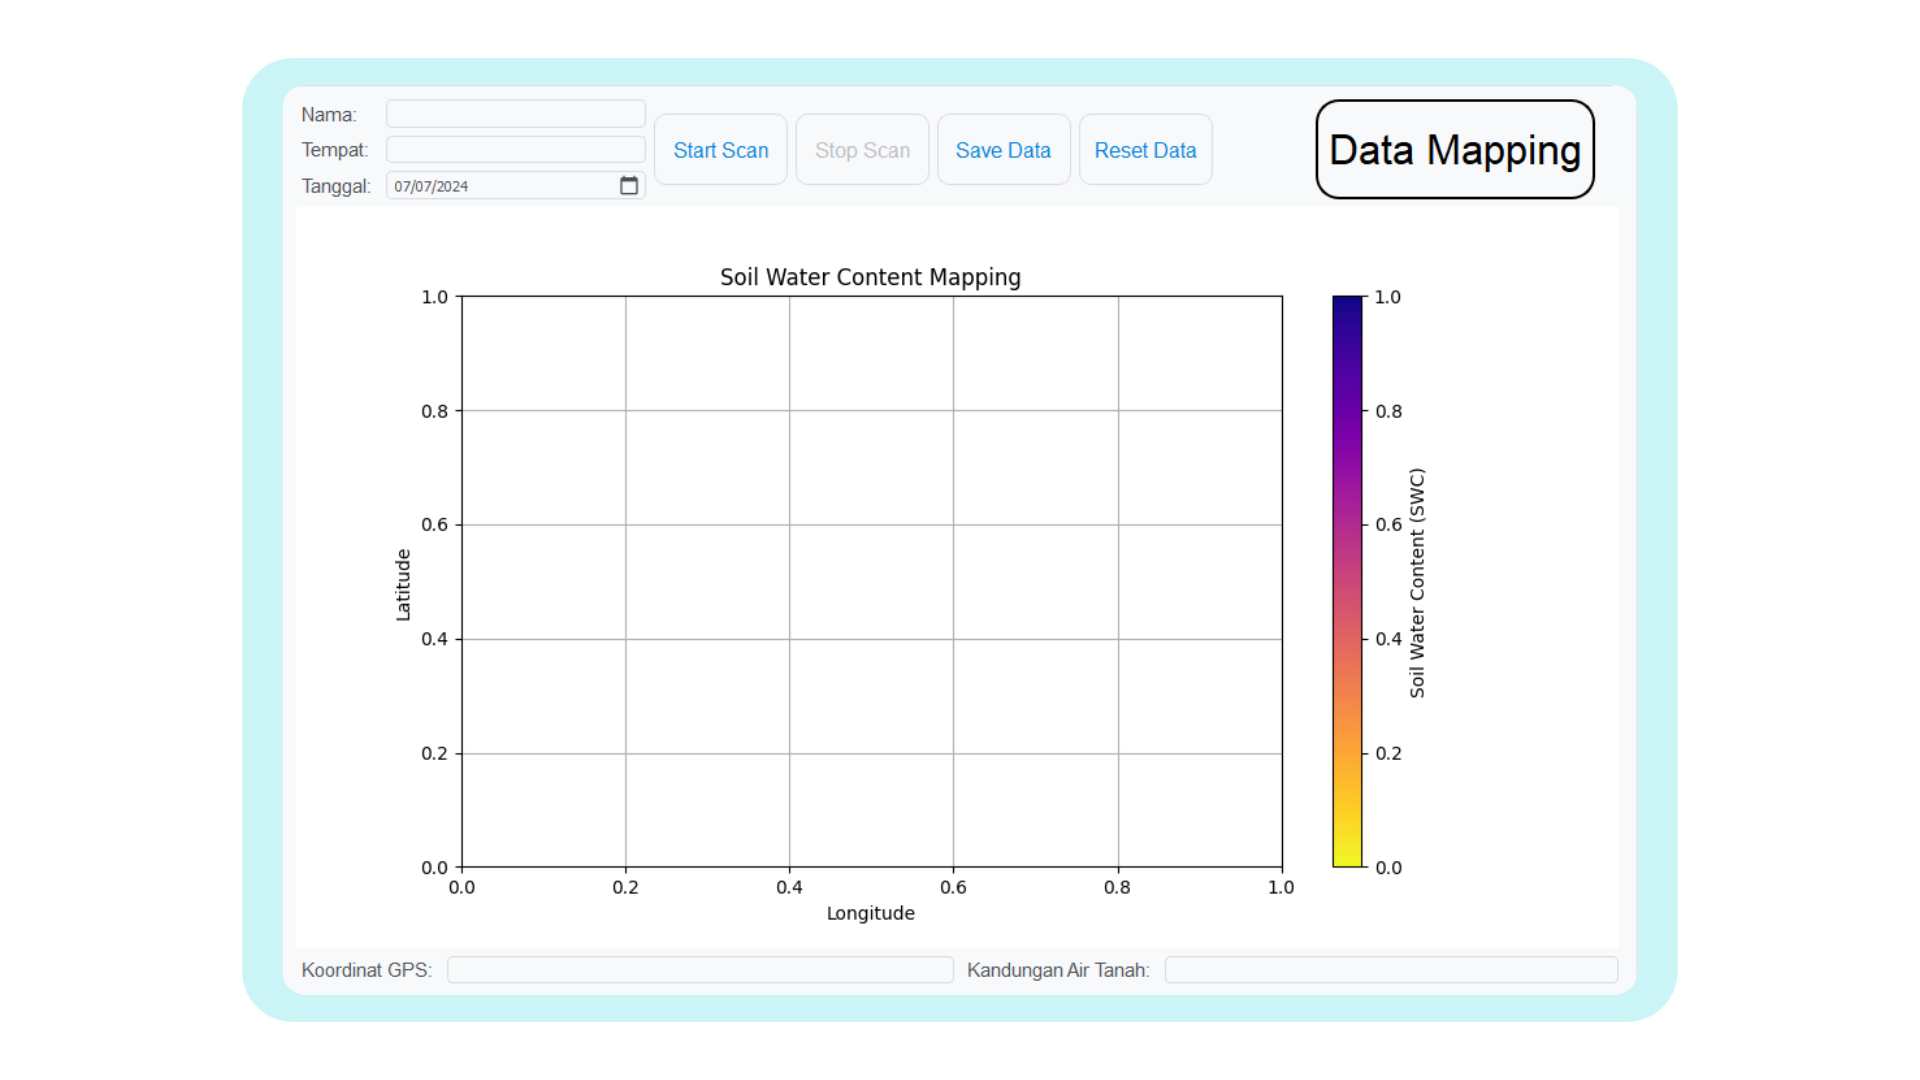 Nama:
Tempat:
Tanggal: 07/07/2024
Start Scan
Stop Scan
Save Data
Reset Data
Data Mapping
Soil Water Content Mapping
1.0
0.8
0.6
0.4
0.2
0.0
Latitude
0.0 0.2 0.4 0.6 0.8 1.0
Longitude
1.0
0.8
0.6
0.4
0.2
0.0
Soil Water Content (SWC)
Koordinat GPS:
Kandungan Air Tanah: